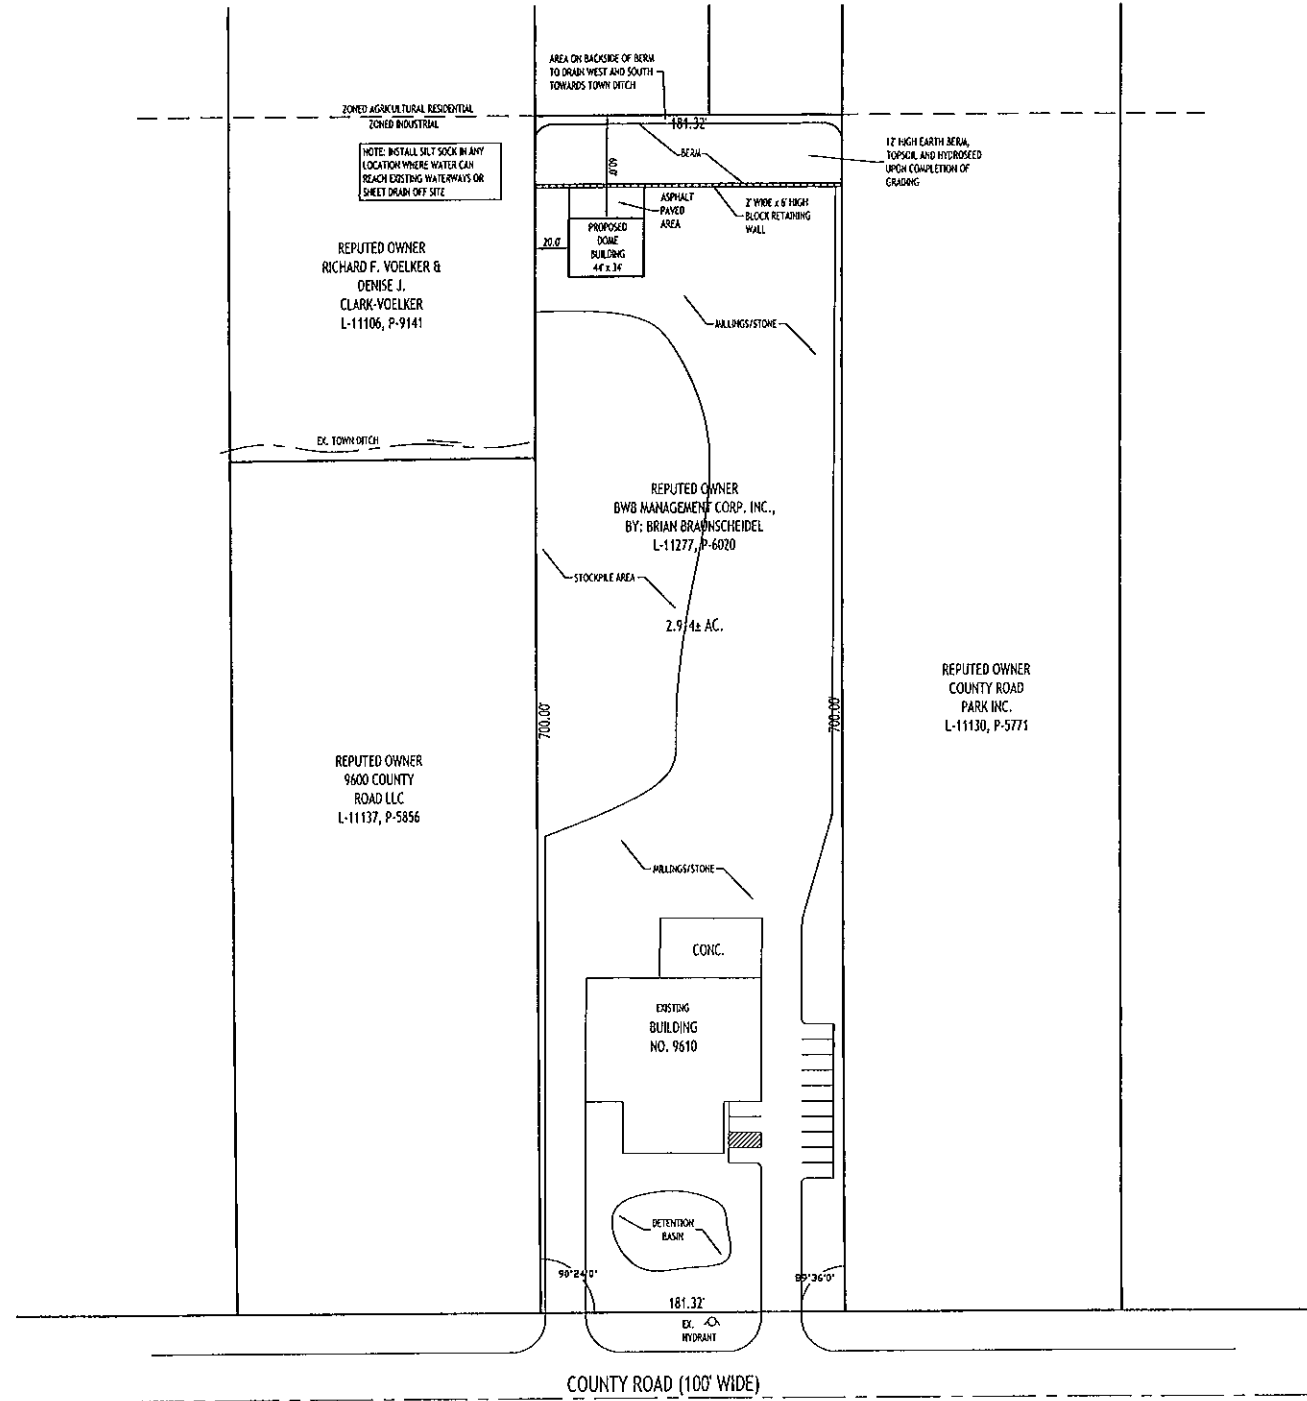 AREA ON BACKSIDE OF BERM
TO DRAIN WEST AND SOUTH
TOWARDS TOWN DITCH
ZONED AGRICULTURAL RESIDENTIAL
ZONED INDUSTRIAL
181.32'
NOTE: INSTALL SILT SOCK IN ANY
LOCATION WHERE WATER CAN
REACH EXISTING WATERWAYS OR
SHEET DRAIN OFF SITE
BERM
12' HIGH EARTH BERM,
TOPSOIL AND HYDROSEED
UPON COMPLETION OF
GRADING
60.0'
ASPHALT
PAVED
AREA
2' WIDE x 6' HIGH
BLOCK RETAINING
WALL
PROPOSED
DOME
BUILDING
44' x 34'
20.0'
REPUTED OWNER
RICHARD F. VOELKER &
DENISE J.
CLARK-VOELKER
L-11106, P-9141
MILLINGS/STONE
EX. TOWN DITCH
REPUTED OWNER
BWB MANAGEMENT CORP. INC.,
BY: BRIAN BRAUNSCHEIDEL
L-11277, P-6020
STOCKPILE AREA
2.914± AC.
REPUTED OWNER
COUNTY ROAD
PARK INC.
L-11130, P-5771
700.00'
700.00'
REPUTED OWNER
9600 COUNTY
ROAD LLC
L-11137, P-5856
MILLINGS/STONE
CONC.
EXISTING
BUILDING
NO. 9610
DETENTION
BASIN
90°24'0"
89°36'0"
181.32'
EX.
HYDRANT
COUNTY ROAD (100' WIDE)